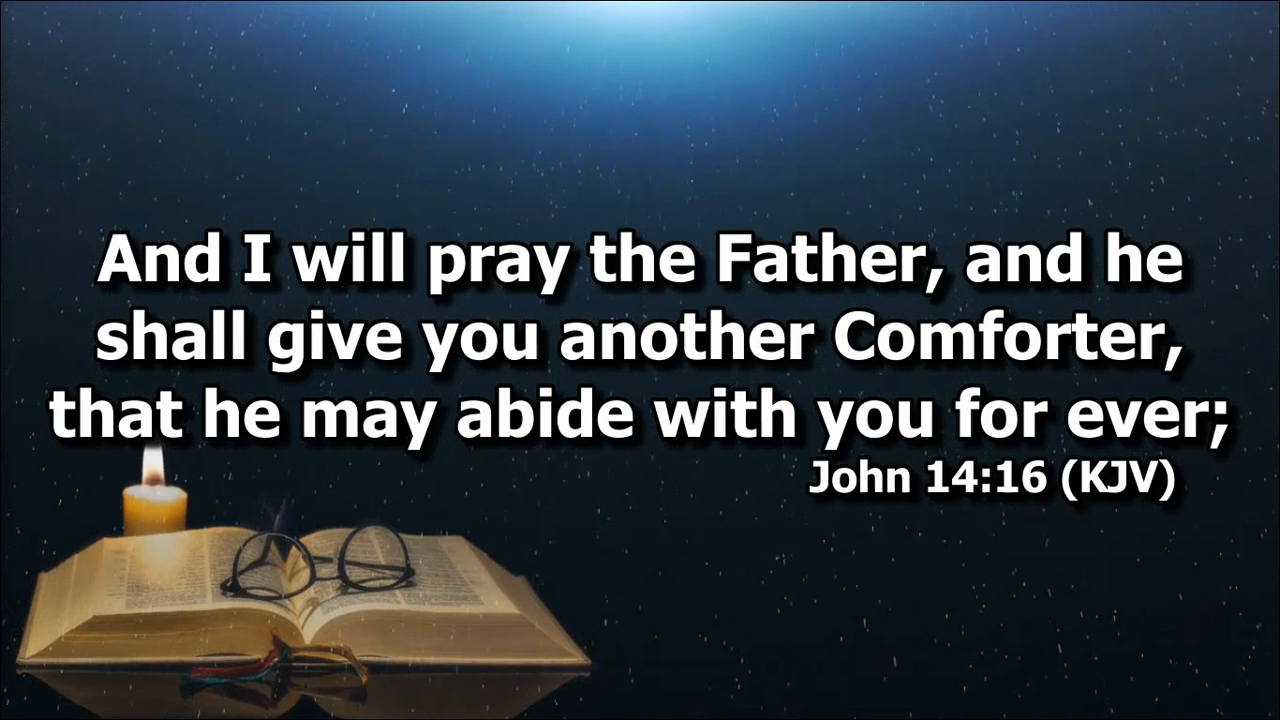 And I will pray the Father, and he
shall give you another Comforter,
that he may abide with you for ever;
John 14:16 (KJV)